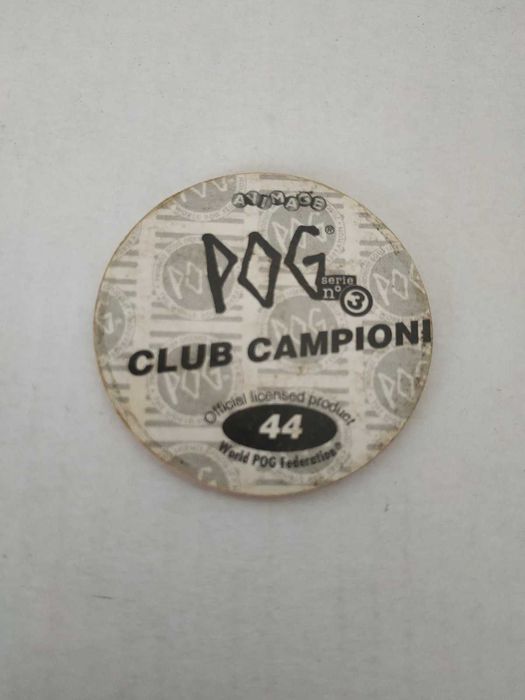 ANIMAGE
POG®
serie
n° 3
CLUB CAMPIONI
Official licensed product
44
World POG Federation®